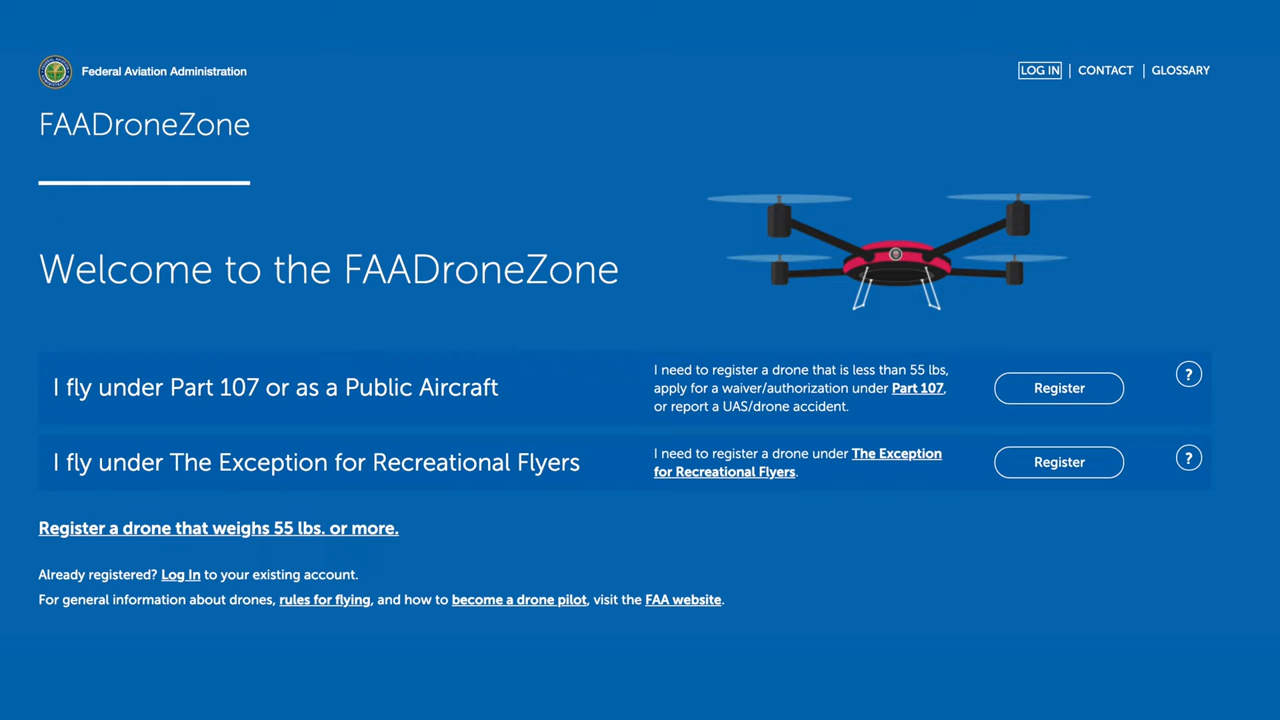 Federal Aviation Administration
LOG IN | CONTACT | GLOSSARY
FAADroneZone
Welcome to the FAADroneZone
I fly under Part 107 or as a Public Aircraft
I need to register a drone that is less than 55 lbs,
apply for a waiver/authorization under Part 107,
or report a UAS/drone accident.
Register
?
I fly under The Exception for Recreational Flyers
I need to register a drone under The Exception
for Recreational Flyers.
Register
?
Register a drone that weighs 55 lbs. or more.
Already registered? Log In to your existing account.
For general information about drones, rules for flying, and how to become a drone pilot, visit the FAA website.